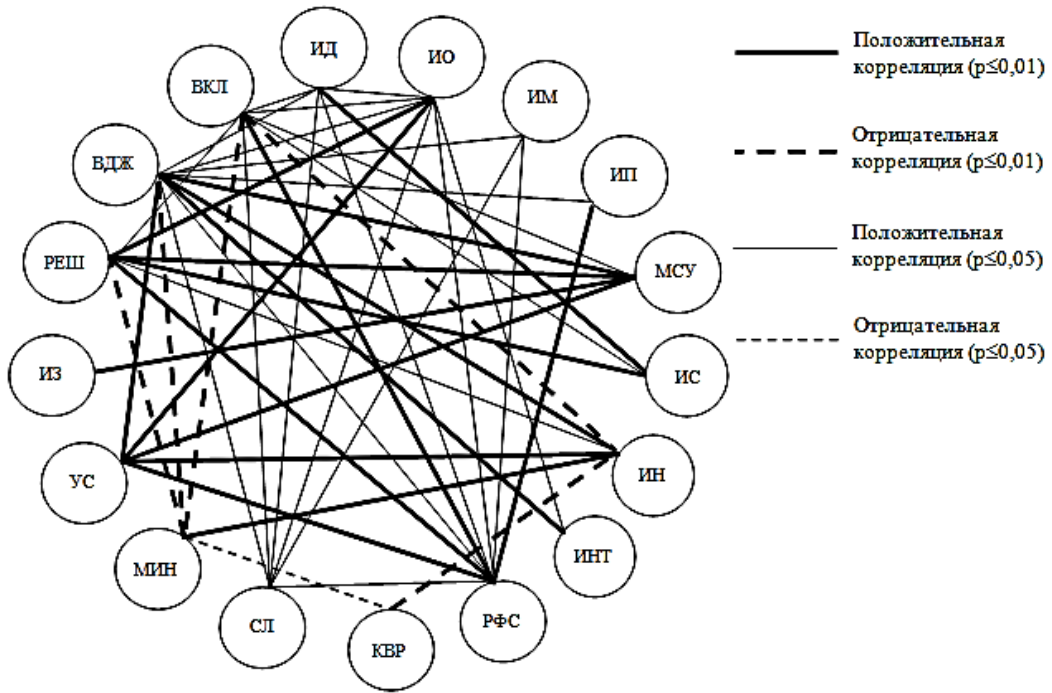 ИД
ИО
ВКЛ
ИМ
ВДЖ
ИП
РЕШ
МСУ
ИЗ
ИС
УС
ИН
МИН
ИНТ
СЛ
РФС
КВР
Положительная
корреляция (p≤0,01)
Отрицательная
корреляция (p≤0,01)
Положительная
корреляция (p≤0,05)
Отрицательная
корреляция (p≤0,05)